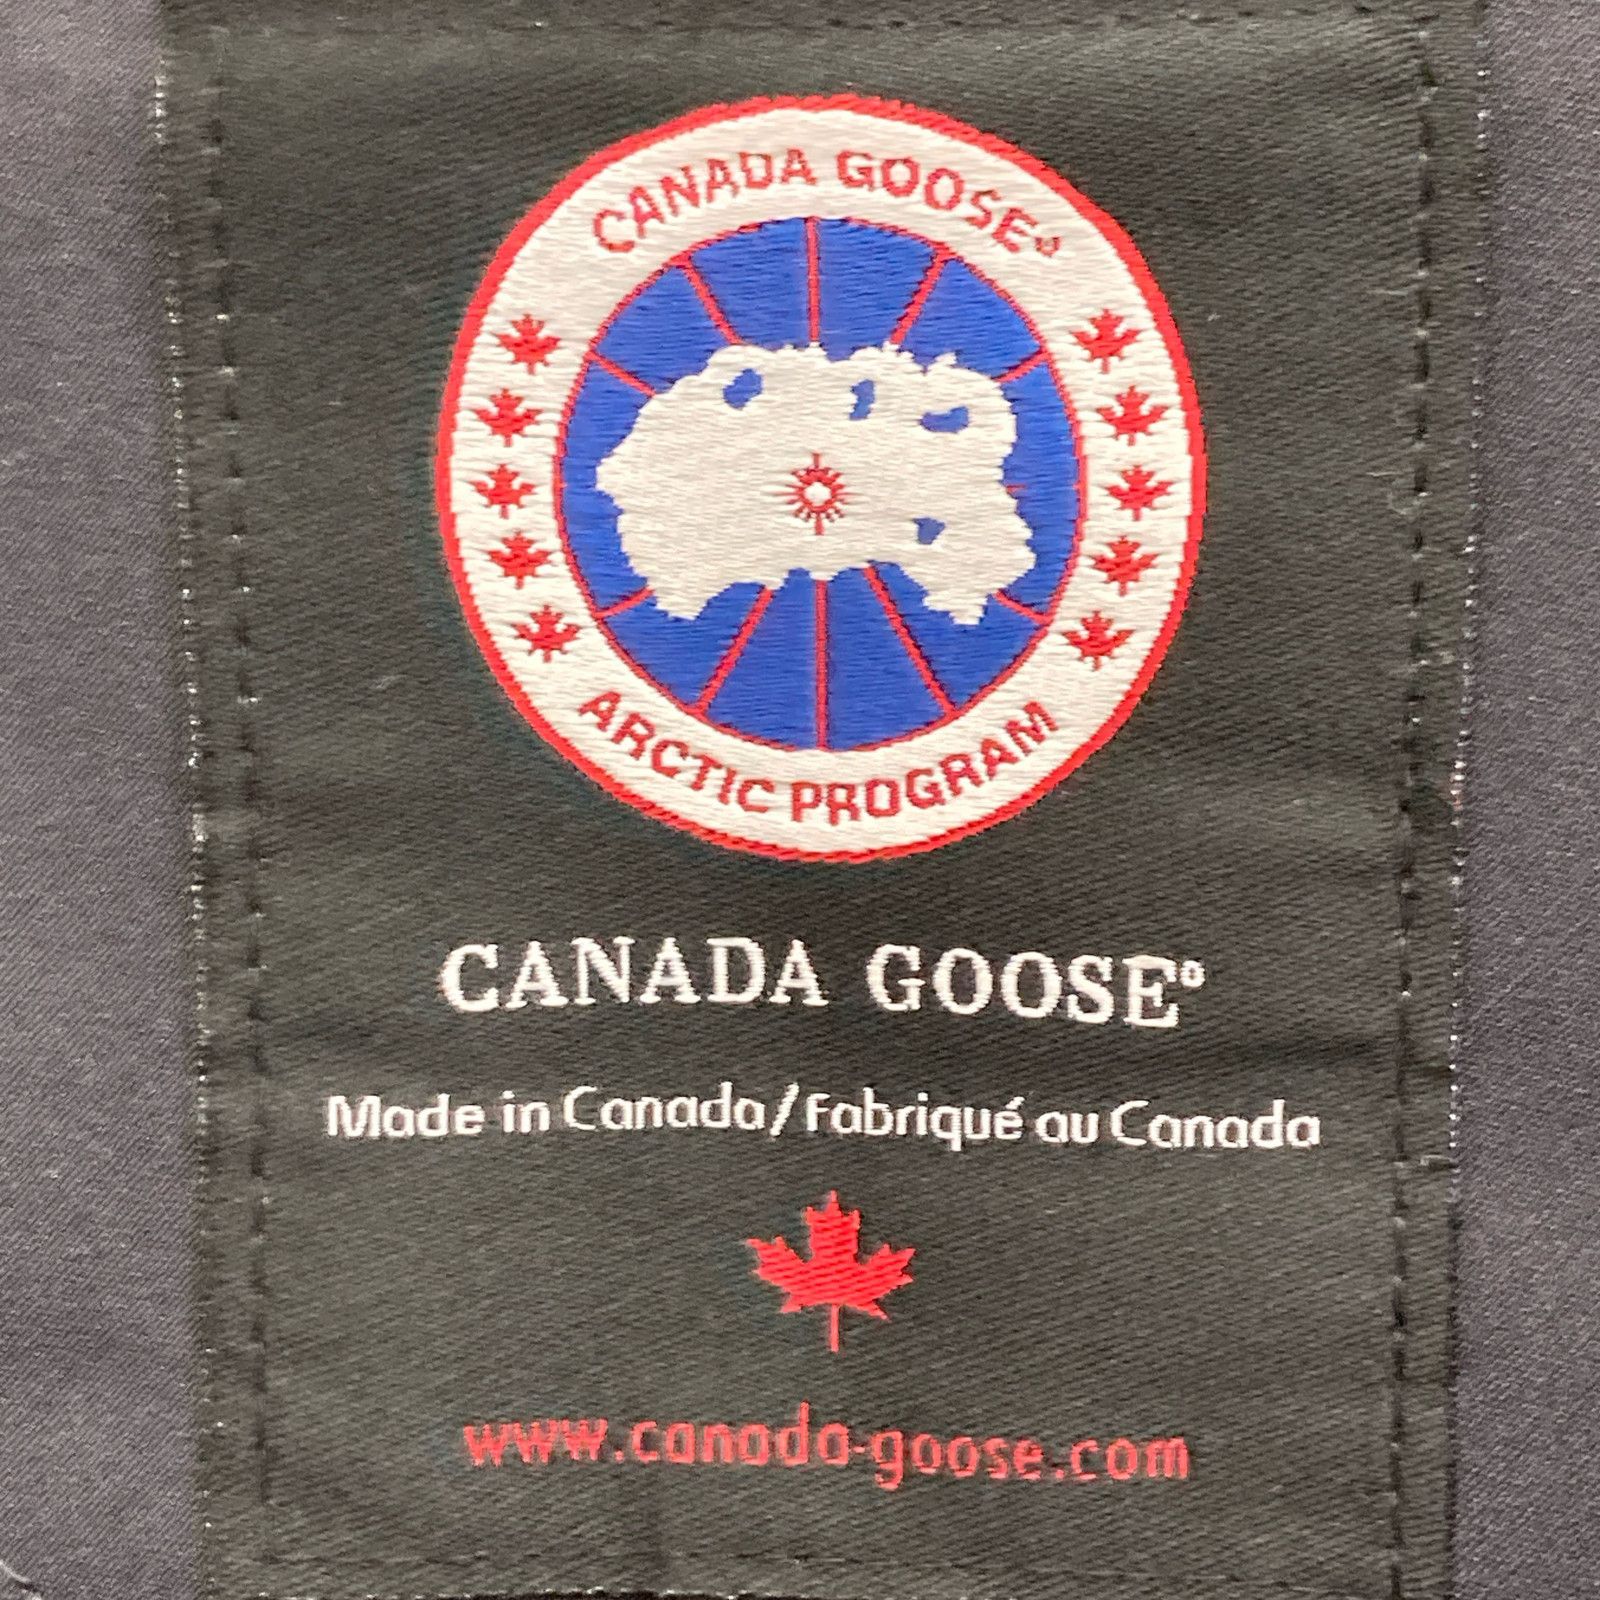 CANADA GOOSE®
ARCTIC PROGRAM
CANADA GOOSE®
Made in Canada/Fabriqué au Canada
www.canada-goose.com